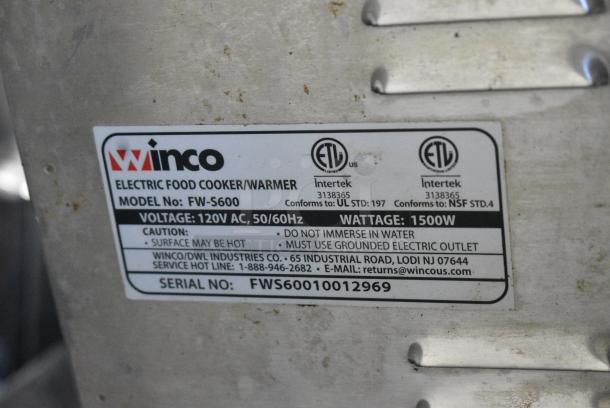 Winco
ETL US
ETL
Intertek
Intertek
3138365
3138365
ELECTRIC FOOD COOKER/WARMER
MODEL No: FW-S600
Conforms to: UL STD: 197
Conforms to: NSF STD.4
VOLTAGE: 120V AC, 50/60Hz WATTAGE: 1500W
CAUTION: • DO NOT IMMERSE IN WATER
• SURFACE MAY BE HOT • MUST USE GROUNDED ELECTRIC OUTLET
WINCO/DWL INDUSTRIES CO. • 65 INDUSTRIAL ROAD, LODI NJ 07644
SERVICE HOT LINE: 1-888-946-2682 • E-MAIL: returns@wincous.com
SERIAL NO: FWS60010012969